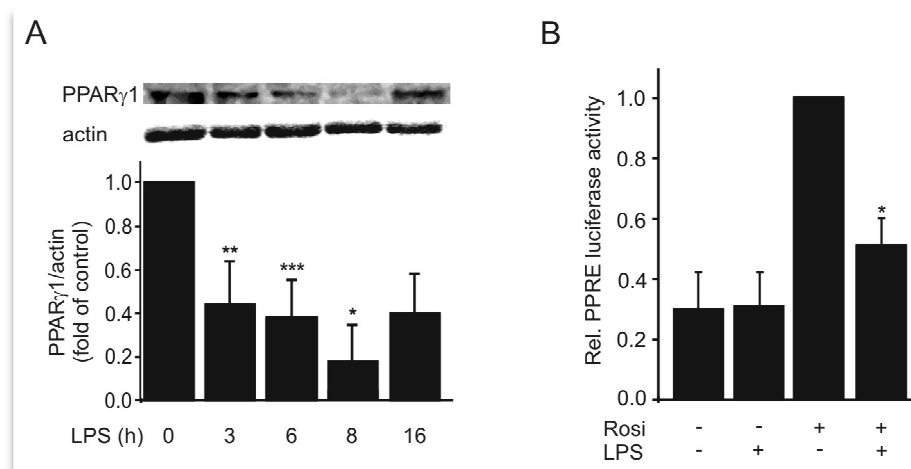 A
PPARγ1
actin
PPARγ1/actin
(fold of control)
1.0
0.8
0.6
0.4
0.2
0.0
**
***
*
LPS (h) 0 3 6 8 16
B
Rel. PPRE luciferase activity
1.0
0.8
0.6
0.4
0.2
0.0
*
Rosi - - + +
LPS - + - +